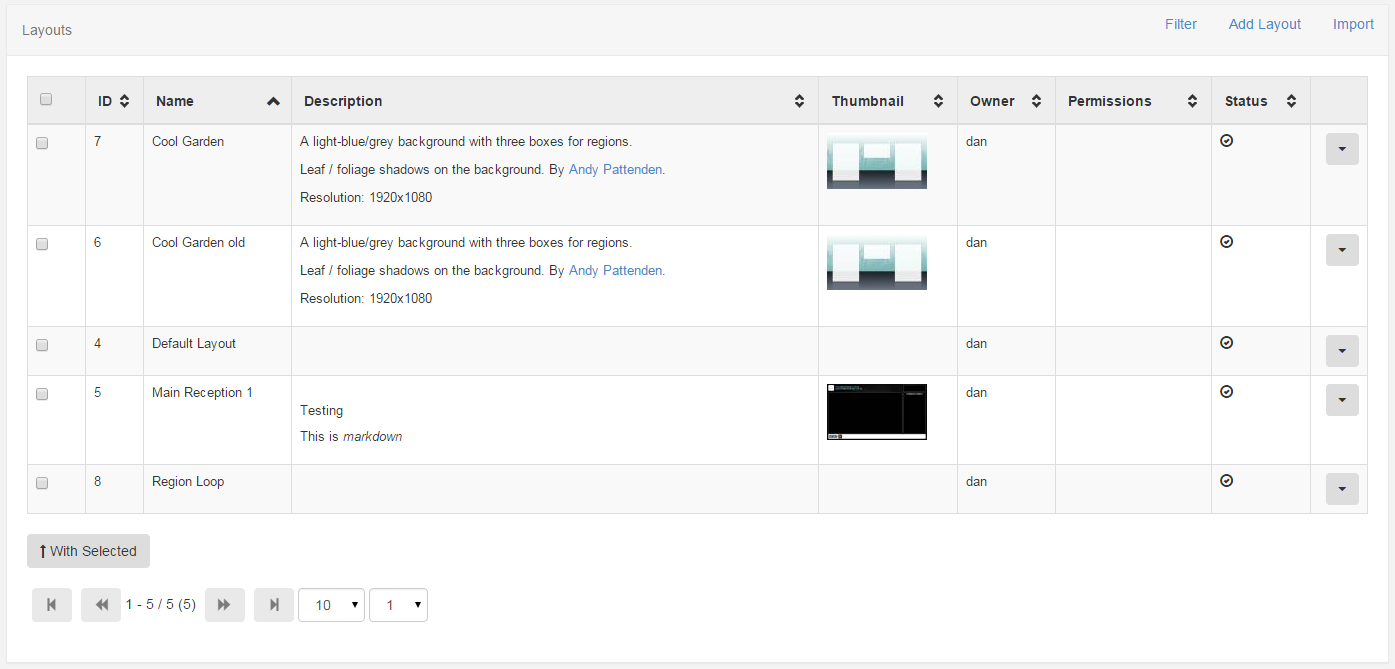 Layouts
Filter Add Layout Import
ID Name Description Thumbnail Owner Permissions Status
7 Cool Garden A light-blue/grey background with three boxes for regions. dan
Leaf / foliage shadows on the background. By Andy Pattenden.
Resolution: 1920x1080
6 Cool Garden old A light-blue/grey background with three boxes for regions. dan
Leaf / foliage shadows on the background. By Andy Pattenden.
Resolution: 1920x1080
4 Default Layout dan
5 Main Reception 1 dan
Testing
This is markdown
8 Region Loop dan
With Selected
1 - 5 / 5 (5) 10 1